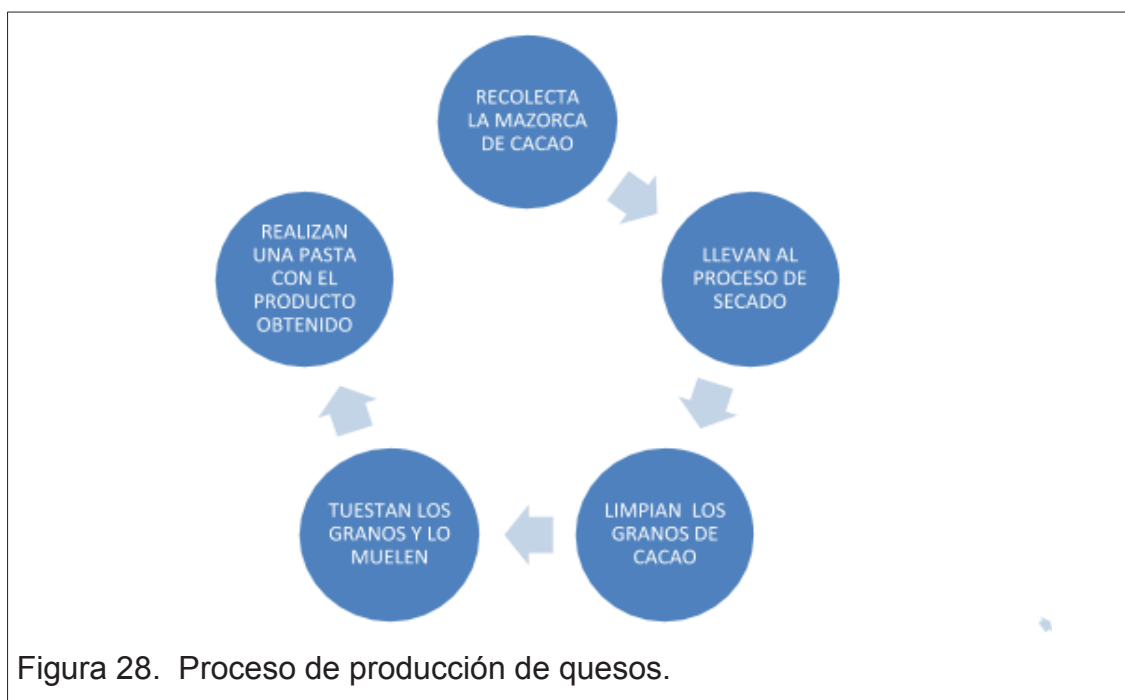 RECOLECTA
LA MAZORCA
DE CACAO
LLEVAN AL
PROCESO DE
SECADO
LIMPIAN LOS
GRANOS DE
CACAO
TUESTAN LOS
GRANOS Y LO
MUELEN
REALIZAN
UNA PASTA
CON EL
PRODUCTO
OBTENIDO
Figura 28. Proceso de producción de quesos.